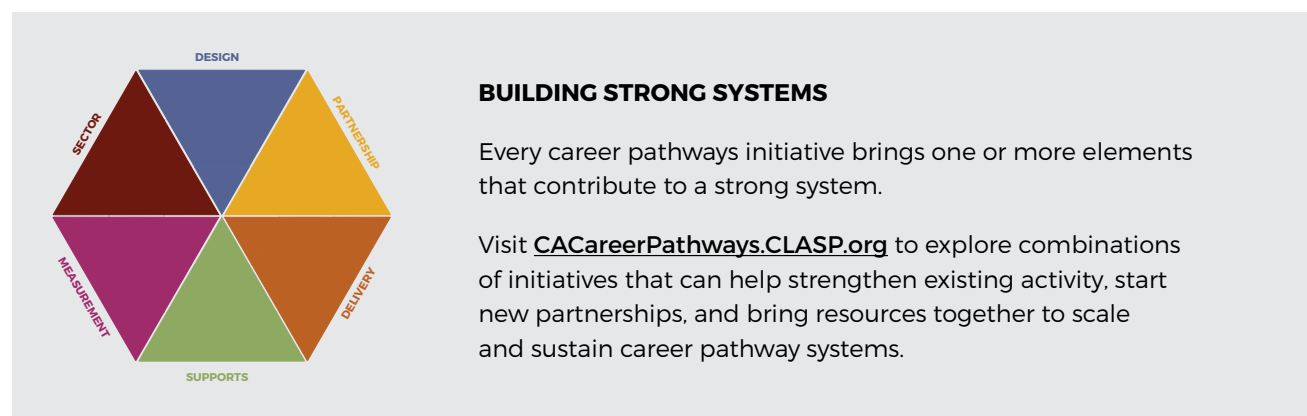 DESIGN
PARTNERSHIP
SECTOR
MEASUREMENT
DELIVERY
SUPPORTS
BUILDING STRONG SYSTEMS
Every career pathways initiative brings one or more elements
that contribute to a strong system.
Visit CACareerPathways.CLASP.org to explore combinations
of initiatives that can help strengthen existing activity, start
new partnerships, and bring resources together to scale
and sustain career pathway systems.